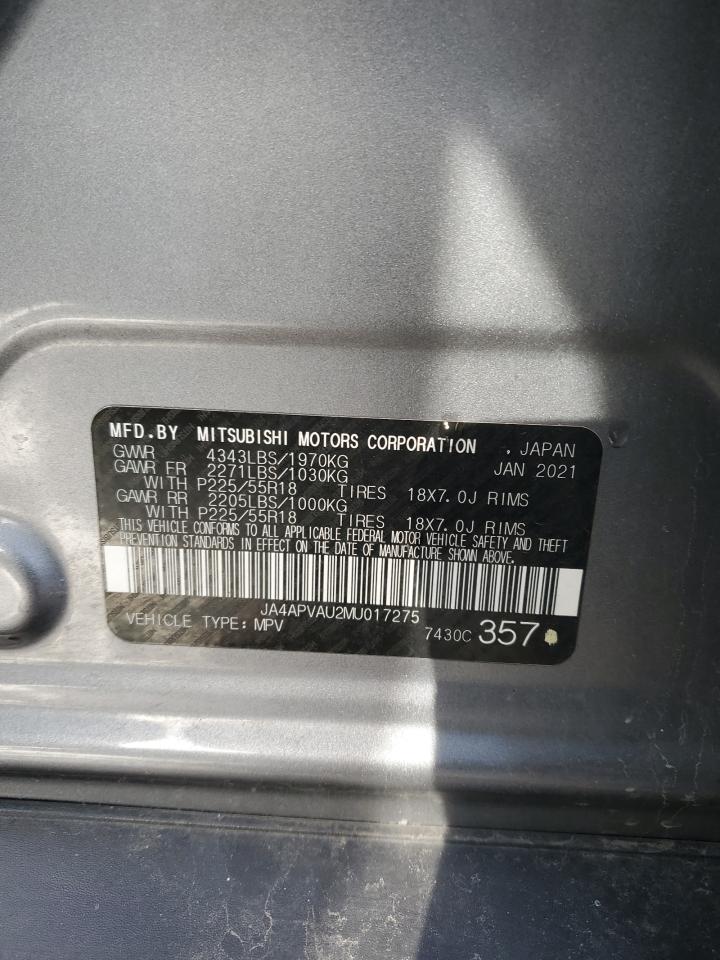 MFD.BY MITSUBISHI MOTORS CORPORATION , JAPAN
GVWR 4343LBS/1970KG JAN 2021
GAWR FR 2271LBS/1030KG
WITH P225/55R18 TIRES 18X7.0J RIMS
GAWR RR 2205LBS/1000KG
WITH P225/55R18 TIRES 18X7.0J RIMS
THIS VEHICLE CONFORMS TO ALL APPLICABLE FEDERAL MOTOR VEHICLE SAFETY AND THEFT
PREVENTION STANDARDS IN EFFECT ON THE DATE OF MANUFACTURE SHOWN ABOVE.
JA4APVAU2MU017275
VEHICLE TYPE: MPV 7430C 357